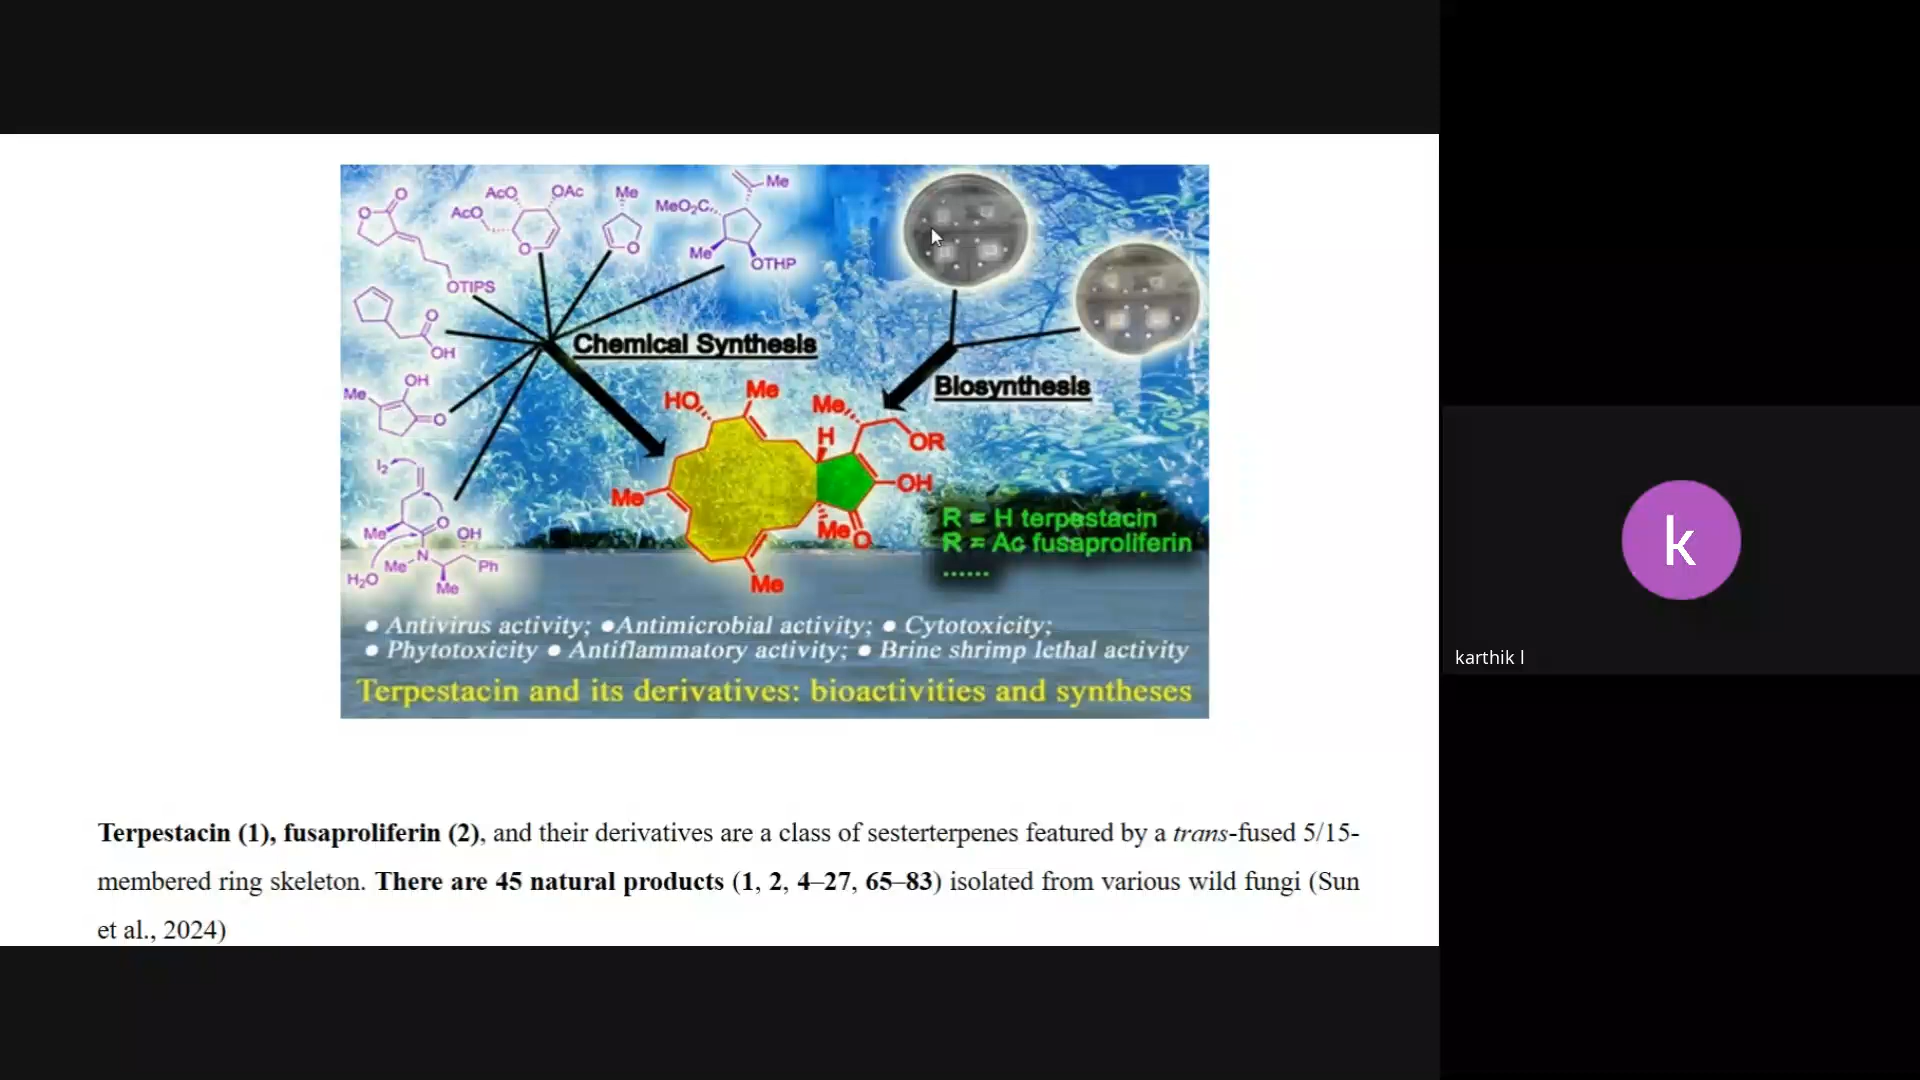 O
O
AcO
OAc
AcO
O
Me
O
MeO₂C
Me
Me
OTHP
OTIPS
O
OH
Chemical Synthesis
Biosynthesis
OH
Me
O
HO
Me
Me
H
OR
OH
Me
Me
O
Me
I₂
O
Me
OH
N
Me
Ph
H₂O
Me
R = H terpestacin
R = Ac fusaproliferin
......
● Antivirus activity; ●Antimicrobial activity; ● Cytotoxicity;
● Phytotoxicity ● Antiflammatory activity; ● Brine shrimp lethal activity
Terpestacin and its derivatives: bioactivities and syntheses
Terpestacin (1), fusaproliferin (2), and their derivatives are a class of sesterterpenes featured by a trans-fused 5/15-
membered ring skeleton. There are 45 natural products (1, 2, 4–27, 65–83) isolated from various wild fungi (Sun
et al., 2024)
k
karthik l